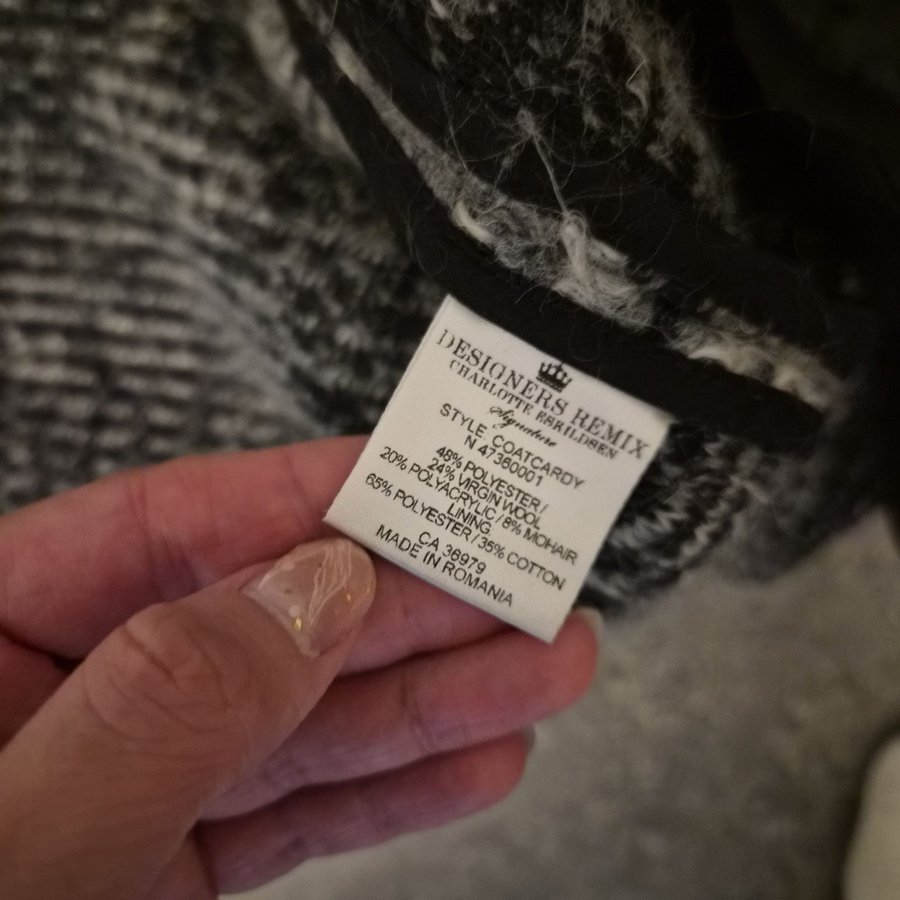 DESIGNERS REMIX
CHARLOTTE ESKILDSEN
Signature
STYLE. COATCARDY
N 47360001
48% POLYESTER/
24% VIRGIN WOOL
20% POLYACRYLIC / 8% MOHAIR
LINING
65% POLYESTER / 35% COTTON
CA 36979
MADE IN ROMANIA